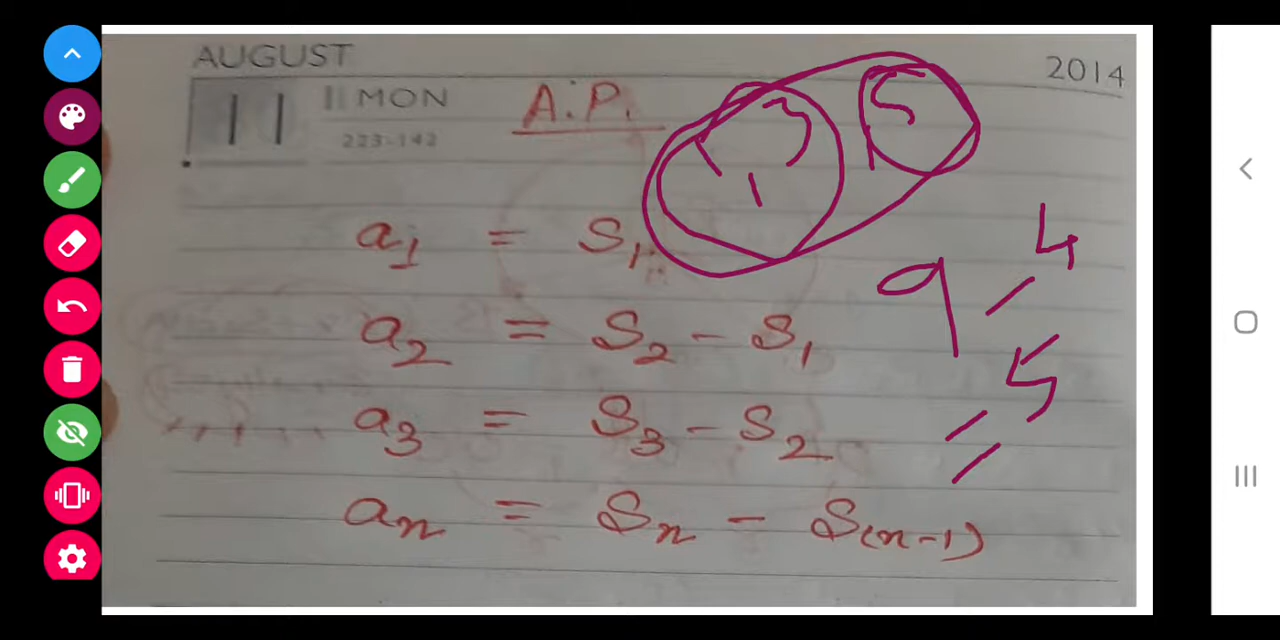 AUGUST 2014
11 11 MON A.P.
223-142
1 3 5
a1 = S1
a2 = S2 - S1
a3 = S3 - S2
an = Sn - S(n-1)
9 - 4
= 5